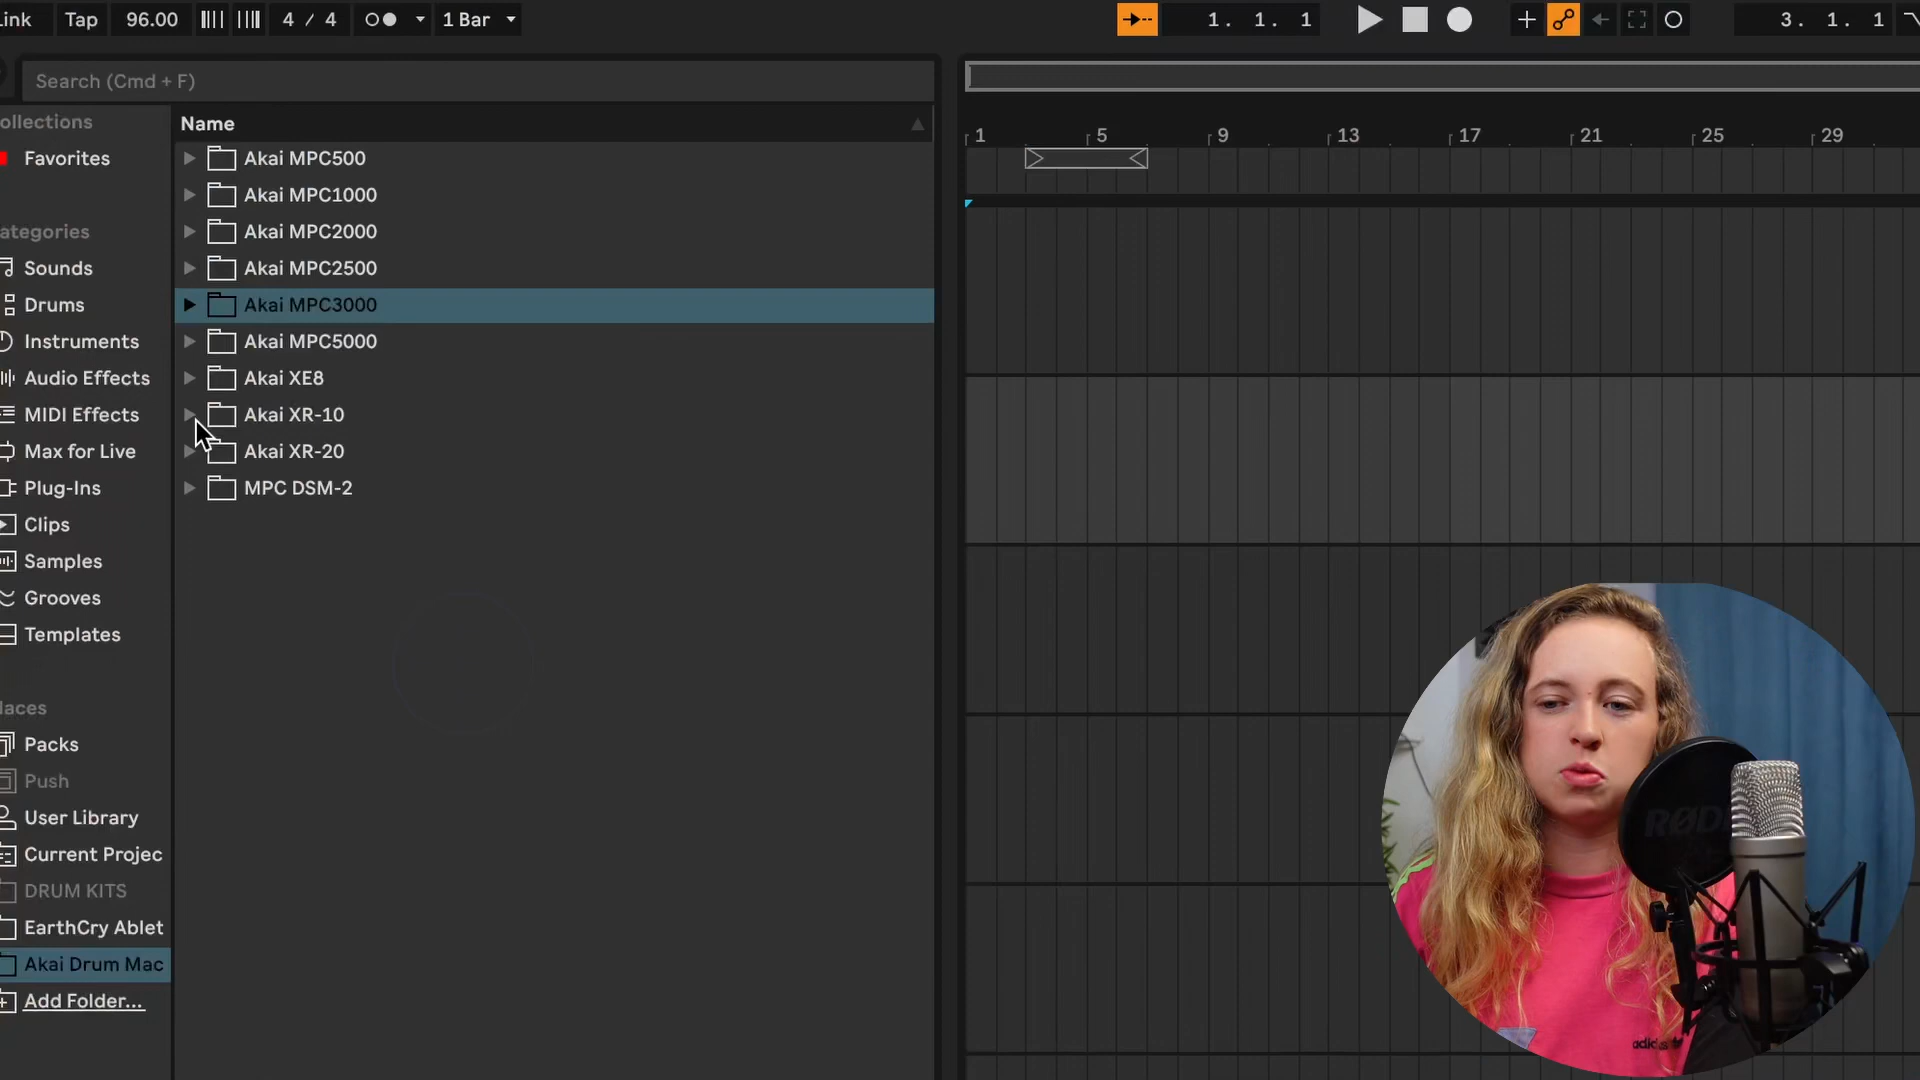 Link Tap 96.00 4 / 4 1 Bar 1. 1. 1 3. 1. 1
Search (Cmd + F)
ollections
Favorites
ategories
Sounds
Drums
Instruments
Audio Effects
MIDI Effects
Max for Live
Plug-Ins
Clips
Samples
Grooves
Templates
laces
Packs
Push
User Library
Current Projec
DRUM KITS
EarthCry Ablet
Akai Drum Mac
Add Folder...
Name
Akai MPC500
Akai MPC1000
Akai MPC2000
Akai MPC2500
Akai MPC3000
Akai MPC5000
Akai XE8
Akai XR-10
Akai XR-20
MPC DSM-2
1 5 9 13 17 21 25 29
RØD
adidas